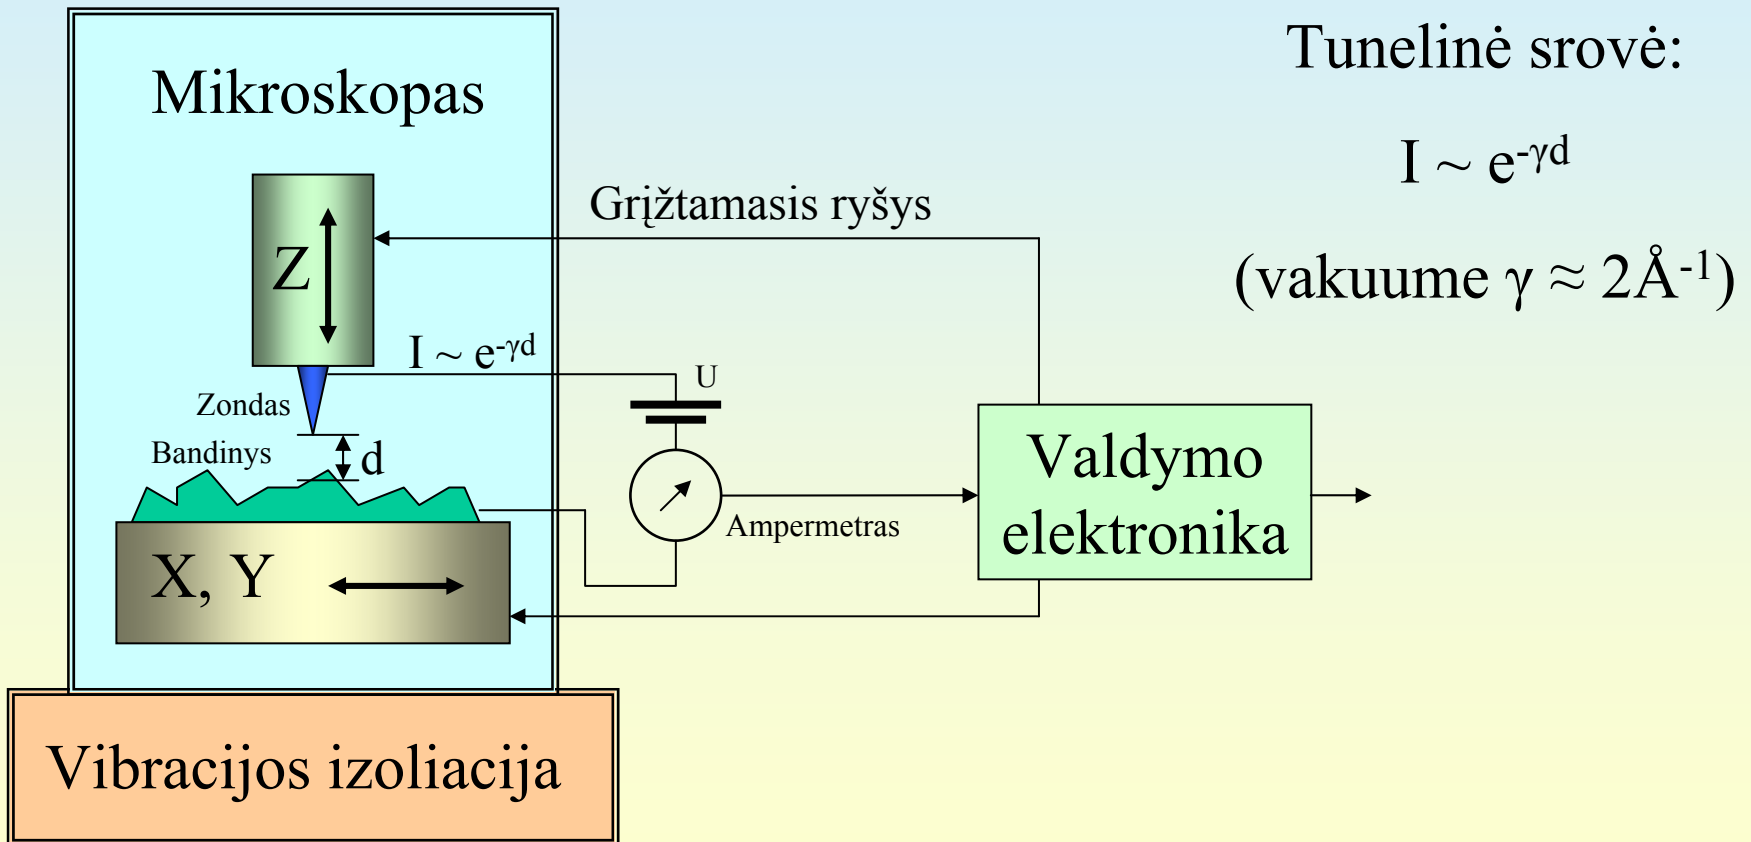 Mikroskopas
Tunelinė srovė:
I ~ e-γd
(vakuume γ ≈ 2Å-1)
Grįžtamasis ryšys
Z
I ~ e-γd
U
Zondas
Bandinys
d
Ampermetras
Valdymo
elektronika
X, Y
Vibracijos izoliacija